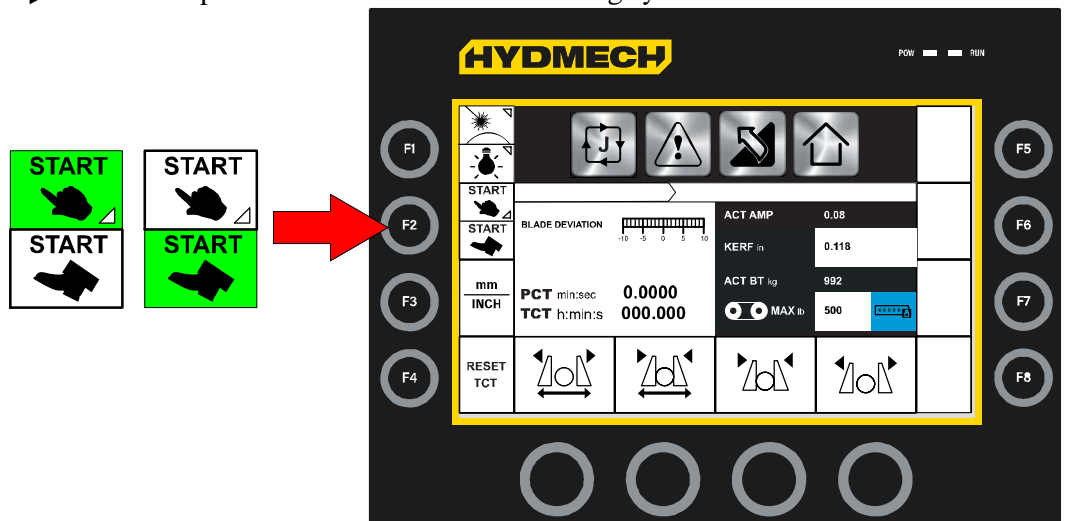 HYDMECH
POW RUN
START START
START START
F1
F2
F3
F4
F5
F6
F7
F8
J
START
START
BLADE DEVIATION
-10 -5 0 5 10
mm
INCH
PCT min:sec 0.0000
TCT h:min:s 000.000
ACT AMP 0.08
KERF in 0.118
ACT BT kg 992
MAX lb 500 *****
RESET
TCT